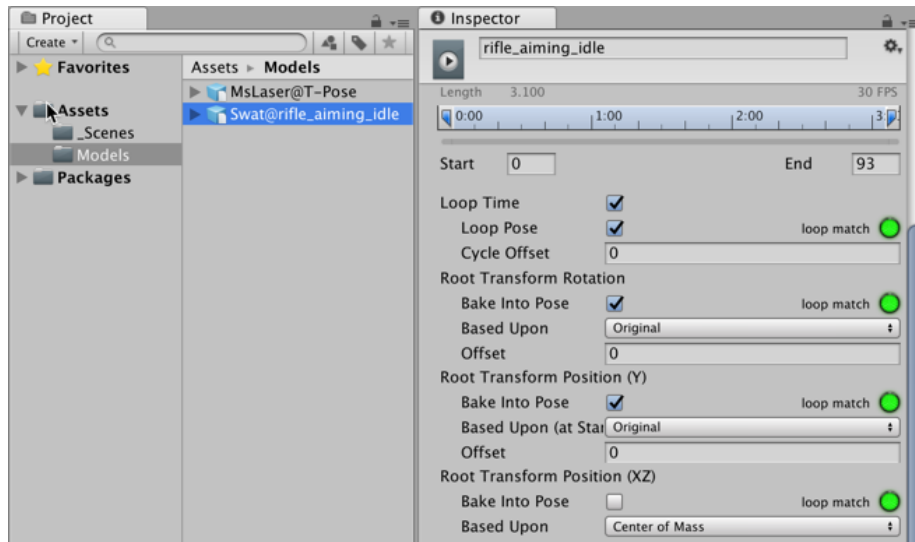 Project
Create
Favorites
Assets
_Scenes
Models
Packages
Assets Models
MsLaser@T-Pose
Swat@rifle_aiming_idle
Inspector
rifle_aiming_idle
Length 3.100 30 FPS
0:00 1:00 2:00
Start 0 End 93
Loop Time
Loop Pose loop match
Cycle Offset 0
Root Transform Rotation
Bake Into Pose loop match
Based Upon Original
Offset 0
Root Transform Position (Y)
Bake Into Pose loop match
Based Upon (at Star Original
Offset 0
Root Transform Position (XZ)
Bake Into Pose loop match
Based Upon Center of Mass